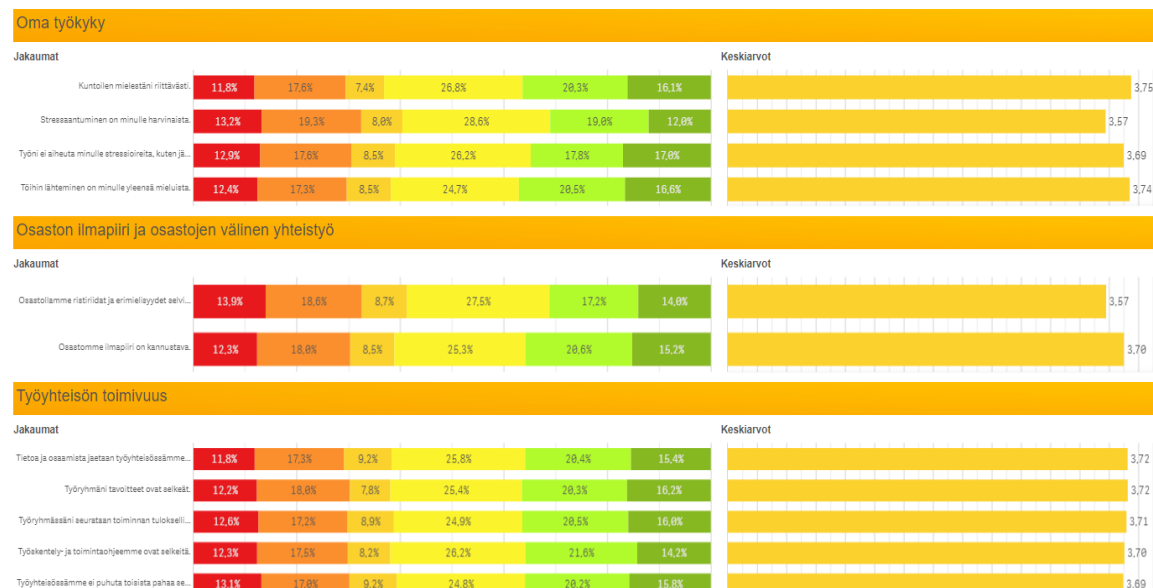 Oma työkyky
Jakaumat Keskiarvot
Kuntoilen mielestäni riittävästi. 11,8% 17,6% 7,4% 26,8% 20,3% 16,1% 3,75
Stressaantuminen on minulle harvinaista. 13,2% 19,3% 8,0% 28,6% 19,0% 12,0% 3,57
Työni ei aiheuta minulle stressioireita, kuten jä... 12,9% 17,6% 8,5% 26,2% 17,8% 17,0% 3,69
Töihin lähteminen on minulle yleensä mieluista. 12,4% 17,3% 8,5% 24,7% 20,5% 16,6% 3,74
Osaston ilmapiiri ja osastojen välinen yhteistyö
Jakaumat Keskiarvot
Osastollamme ristiriidat ja erimielisyydet selvi... 13,9% 18,6% 8,7% 27,5% 17,2% 14,0% 3,57
Osastomme ilmapiiri on kannustava. 12,3% 18,0% 8,5% 25,3% 20,6% 15,2% 3,70
Työyhteisön toimivuus
Jakaumat Keskiarvot
Tietoa ja osaamista jaetaan työyhteisössämme... 11,8% 17,3% 9,2% 25,8% 20,4% 15,4% 3,72
Työryhmäni tavoitteet ovat selkeät. 12,2% 18,0% 7,8% 25,4% 20,3% 16,2% 3,72
Työryhmässäni seurataan toiminnan tulokselli... 12,6% 17,2% 8,9% 24,9% 20,5% 16,0% 3,71
Työskentely- ja toimintaohjeemme ovat selkeitä. 12,3% 17,5% 8,2% 26,2% 21,6% 14,2% 3,70
Työyhteisössämme ei puhuta toisista pahaa se... 13,1% 17,0% 9,2% 24,8% 20,2% 15,8% 3,69